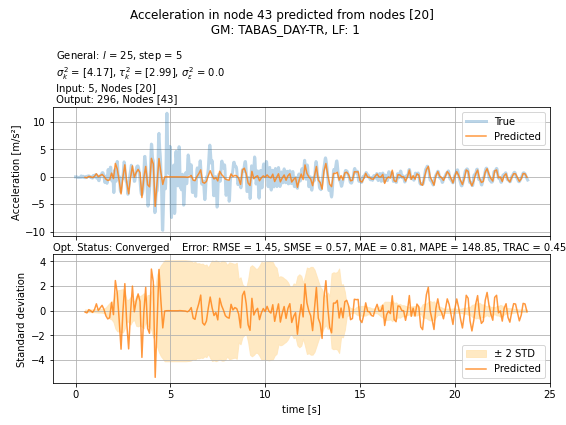 Acceleration in node 43 predicted from nodes [20]
GM: TABAS_DAY-TR, LF: 1
General: l = 25, step = 5
σ²ₖ = [4.17], τ²ₖ = [2.99], σ²ε = 0.0
Input: 5, Nodes [20]
Output: 296, Nodes [43]
True
Predicted
Acceleration [m/s²]
10
5
0
−5
−10
Opt. Status: Converged Error: RMSE = 1.45, SMSE = 0.57, MAE = 0.81, MAPE = 148.85, TRAC = 0.45
Standard deviation
4
2
0
−2
−4
± 2 STD
Predicted
0 5 10 15 20 25
time [s]